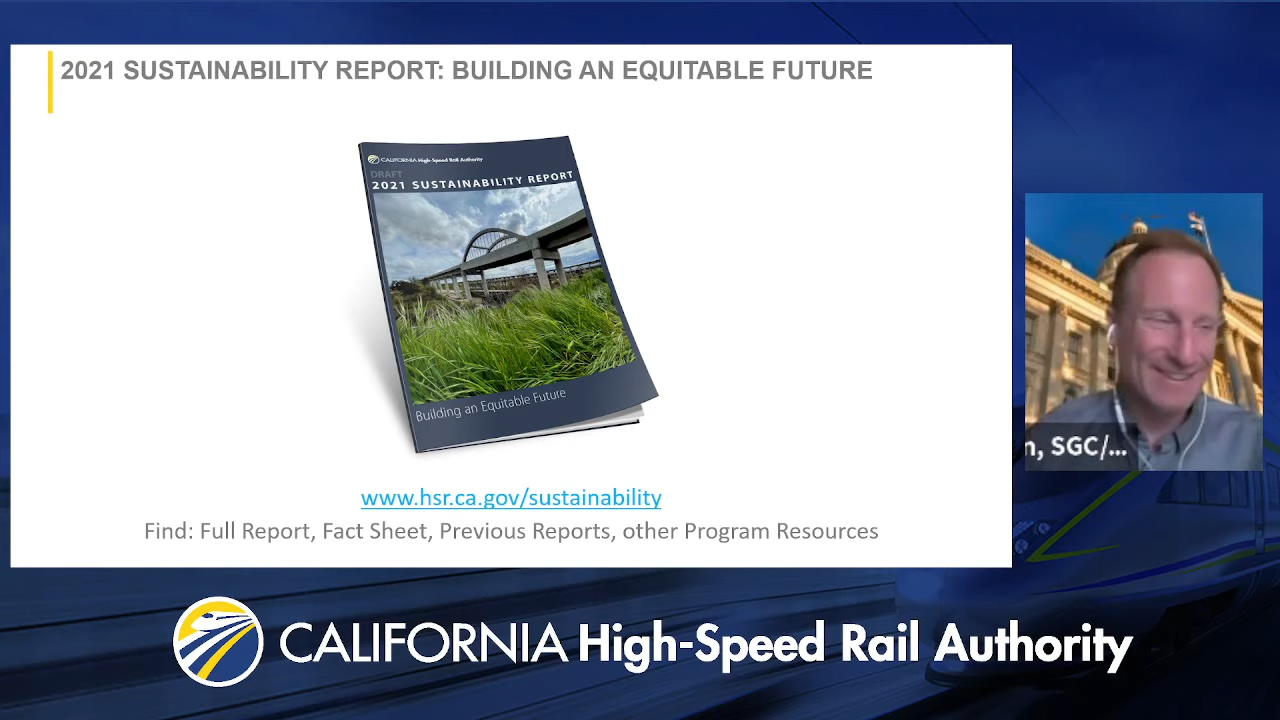 2021 SUSTAINABILITY REPORT: BUILDING AN EQUITABLE FUTURE
CALIFORNIA High-Speed Rail Authority
DRAFT
2021 SUSTAINABILITY REPORT
Building an Equitable Future
www.hsr.ca.gov/sustainability
Find: Full Report, Fact Sheet, Previous Reports, other Program Resources
n, SGC/...
CALIFORNIA High-Speed Rail Authority